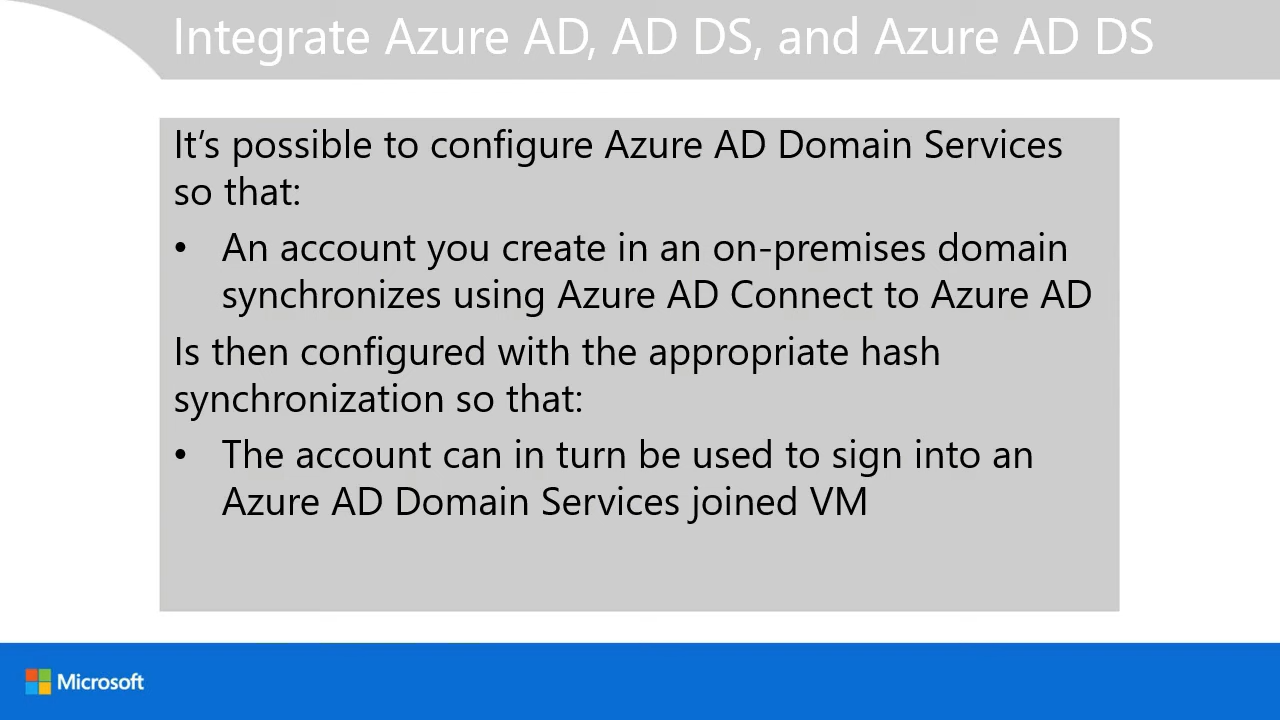 Integrate Azure AD, AD DS, and Azure AD DS
It’s possible to configure Azure AD Domain Services
so that:
• An account you create in an on-premises domain
synchronizes using Azure AD Connect to Azure AD
Is then configured with the appropriate hash
synchronization so that:
• The account can in turn be used to sign into an
Azure AD Domain Services joined VM
Microsoft